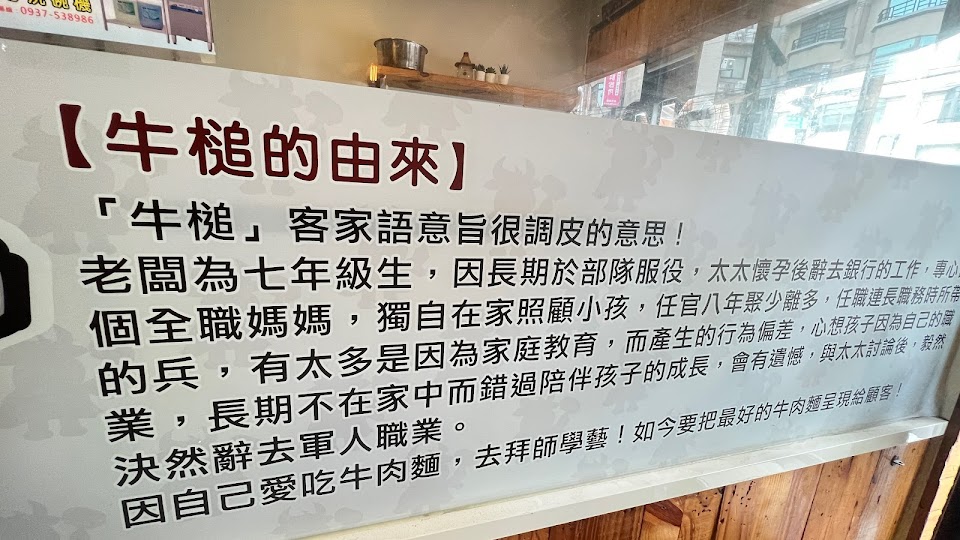 洗碗機
0937-538986
【牛槌的由來】
「牛槌」客家語意旨很調皮的意思！
老闆為七年級生，因長期於部隊服役，太太懷孕後辭去銀行的工作，專心
個全職媽媽，獨自在家照顧小孩，任官八年聚少離多，任職連長職務時所帶
的兵，有太多是因為家庭教育，而產生的行為偏差，心想孩子因為自己的職
業，長期不在家中而錯過陪伴孩子的成長，會有遺憾，與太太討論後，毅然
決然辭去軍人職業。
因自己愛吃牛肉麵，去拜師學藝！如今要把最好的牛肉麵呈現給顧客！